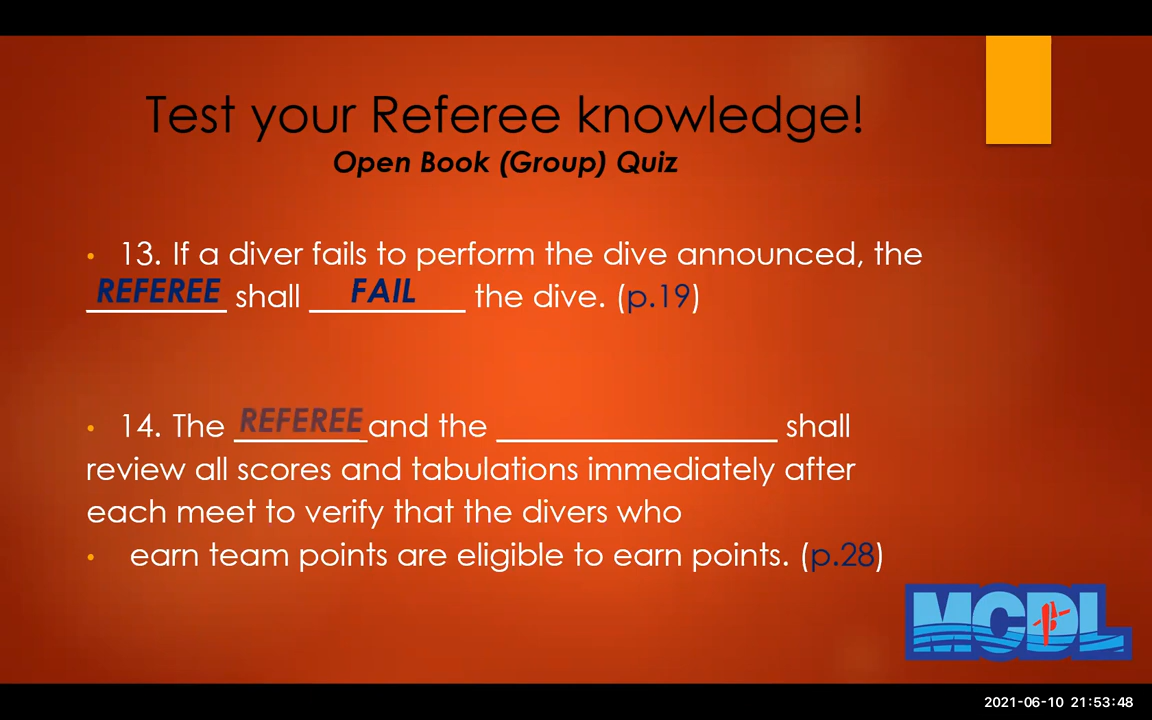 Test your Referee knowledge!
Open Book (Group) Quiz
• 13. If a diver fails to perform the dive announced, the
REFEREE shall FAIL the dive. (p.19)
• 14. The REFEREE and the ________________ shall
review all scores and tabulations immediately after
each meet to verify that the divers who
• earn team points are eligible to earn points. (p.28)
MCDL
2021-06-10 21:53:48